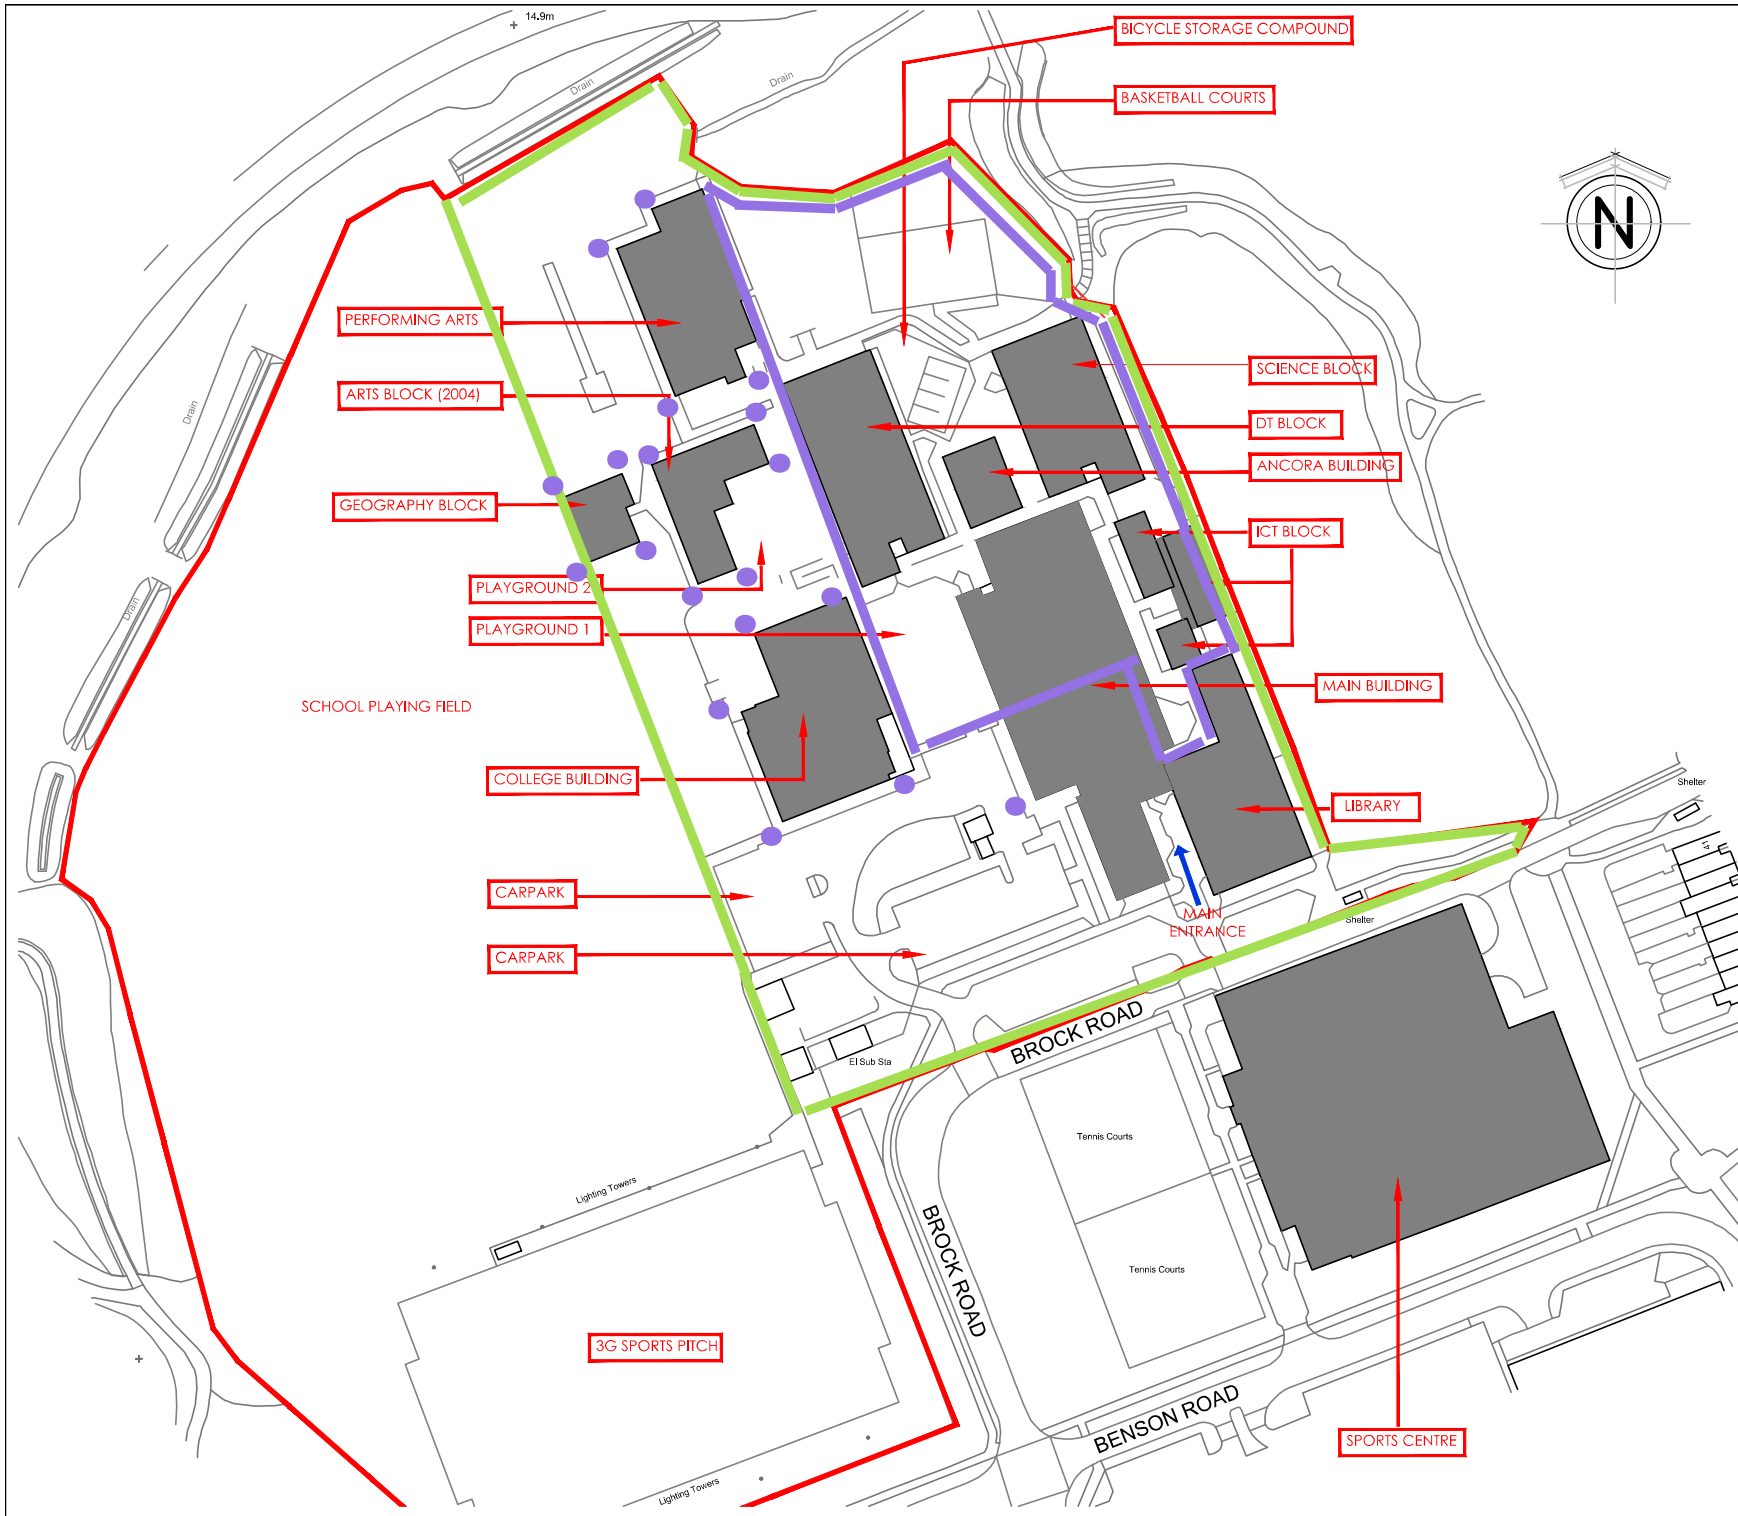 14.9m
BICYCLE STORAGE COMPOUND
Drain
Drain
BASKETBALL COURTS
N
PERFORMING ARTS
SCIENCE BLOCK
ARTS BLOCK (2004)
Drain
DT BLOCK
ANCORA BUILDING
GEOGRAPHY BLOCK
ICT BLOCK
PLAYGROUND 2
Drain
PLAYGROUND 1
MAIN BUILDING
SCHOOL PLAYING FIELD
COLLEGE BUILDING
Shelter
LIBRARY
41
CARPARK
MAIN
ENTRANCE
Shelter
CARPARK
BROCK ROAD
El Sub Sta
Tennis Courts
Lighting Towers
BROCK ROAD
Tennis Courts
3G SPORTS PITCH
BENSON ROAD
SPORTS CENTRE
Lighting Towers